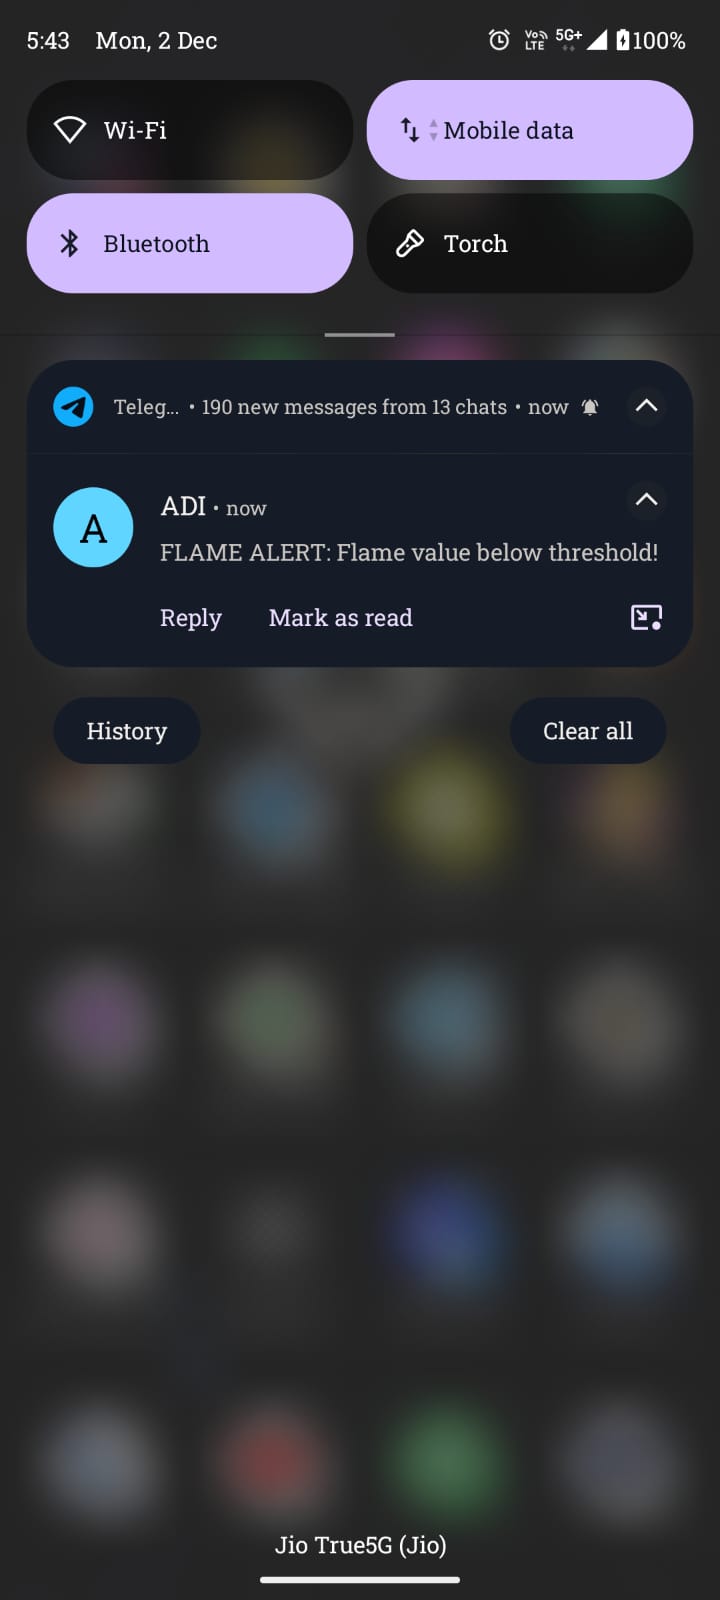 5:43 Mon, 2 Dec Vo LTE 5G+ 100%
Wi-Fi Mobile data
Bluetooth Torch
Teleg... • 190 new messages from 13 chats • now
A ADI • now
FLAME ALERT: Flame value below threshold!
Reply Mark as read
History Clear all
Jio True5G (Jio)